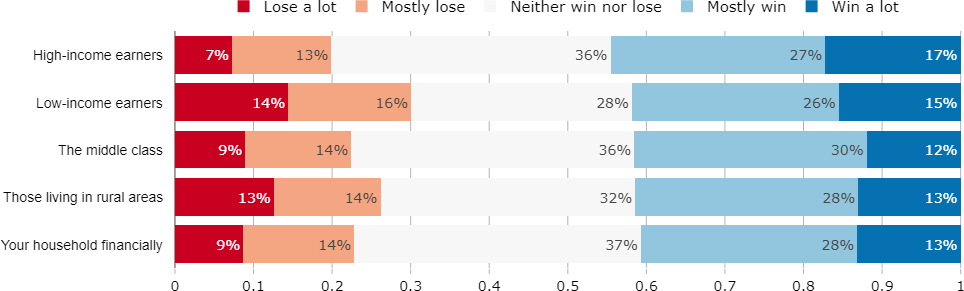 Lose a lot Mostly lose Neither win nor lose Mostly win Win a lot
High-income earners 7% 13% 36% 27% 17%
Low-income earners 14% 16% 28% 26% 15%
The middle class 9% 14% 36% 30% 12%
Those living in rural areas 13% 14% 32% 28% 13%
Your household financially 9% 14% 37% 28% 13%
0 0.1 0.2 0.3 0.4 0.5 0.6 0.7 0.8 0.9 1